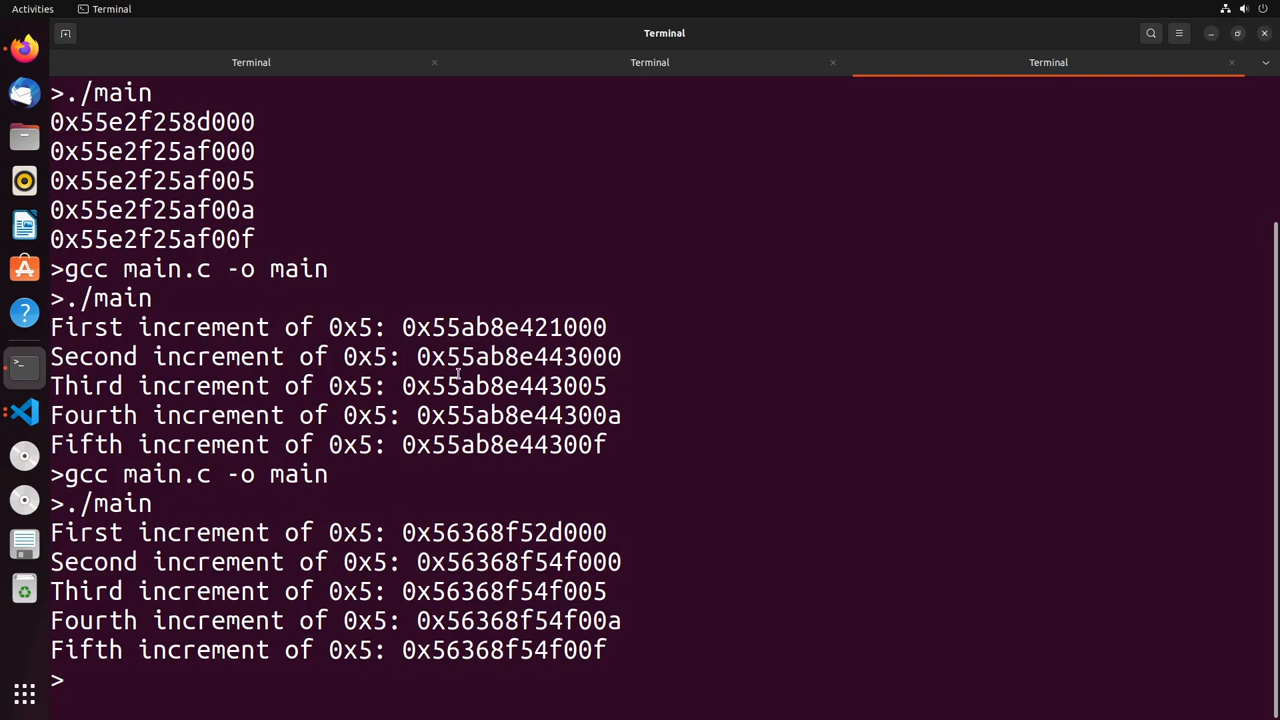 Activities
Terminal
Terminal
Terminal
Terminal
Terminal
>./main
0x55e2f258d000
0x55e2f25af000
0x55e2f25af005
0x55e2f25af00a
0x55e2f25af00f
>gcc main.c -o main
>./main
First increment of 0x5: 0x55ab8e421000
Second increment of 0x5: 0x55ab8e443000
Third increment of 0x5: 0x55ab8e443005
Fourth increment of 0x5: 0x55ab8e44300a
Fifth increment of 0x5: 0x55ab8e44300f
>gcc main.c -o main
>./main
First increment of 0x5: 0x56368f52d000
Second increment of 0x5: 0x56368f54f000
Third increment of 0x5: 0x56368f54f005
Fourth increment of 0x5: 0x56368f54f00a
Fifth increment of 0x5: 0x56368f54f00f
>